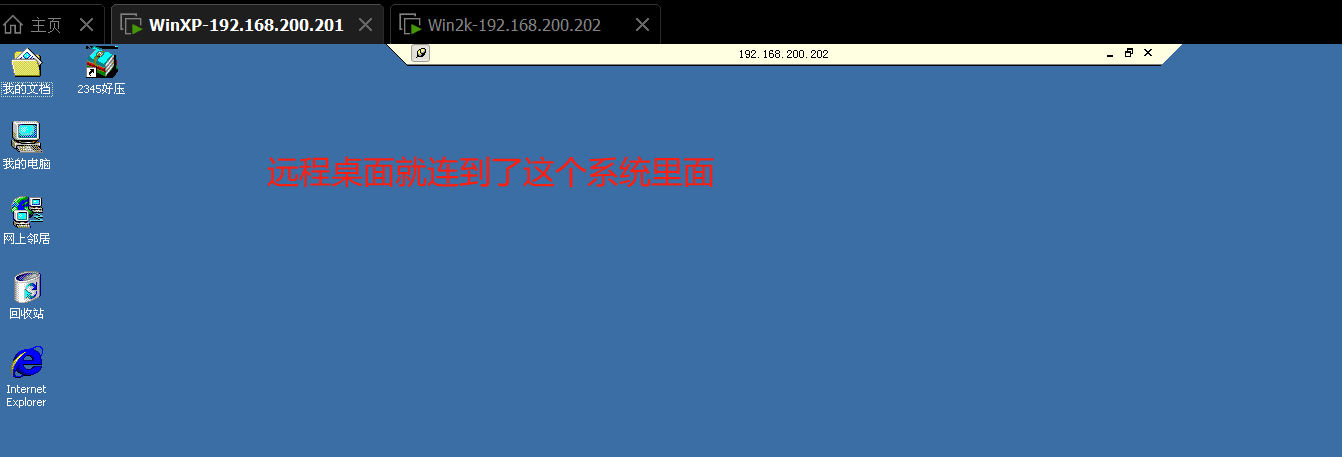 主页
WinXP-192.168.200.201
Win2k-192.168.200.202
192.168.200.202
我的文档
2345好压
远程桌面就连到了这个系统里面
我的电脑
网上邻居
回收站
Internet
Explorer